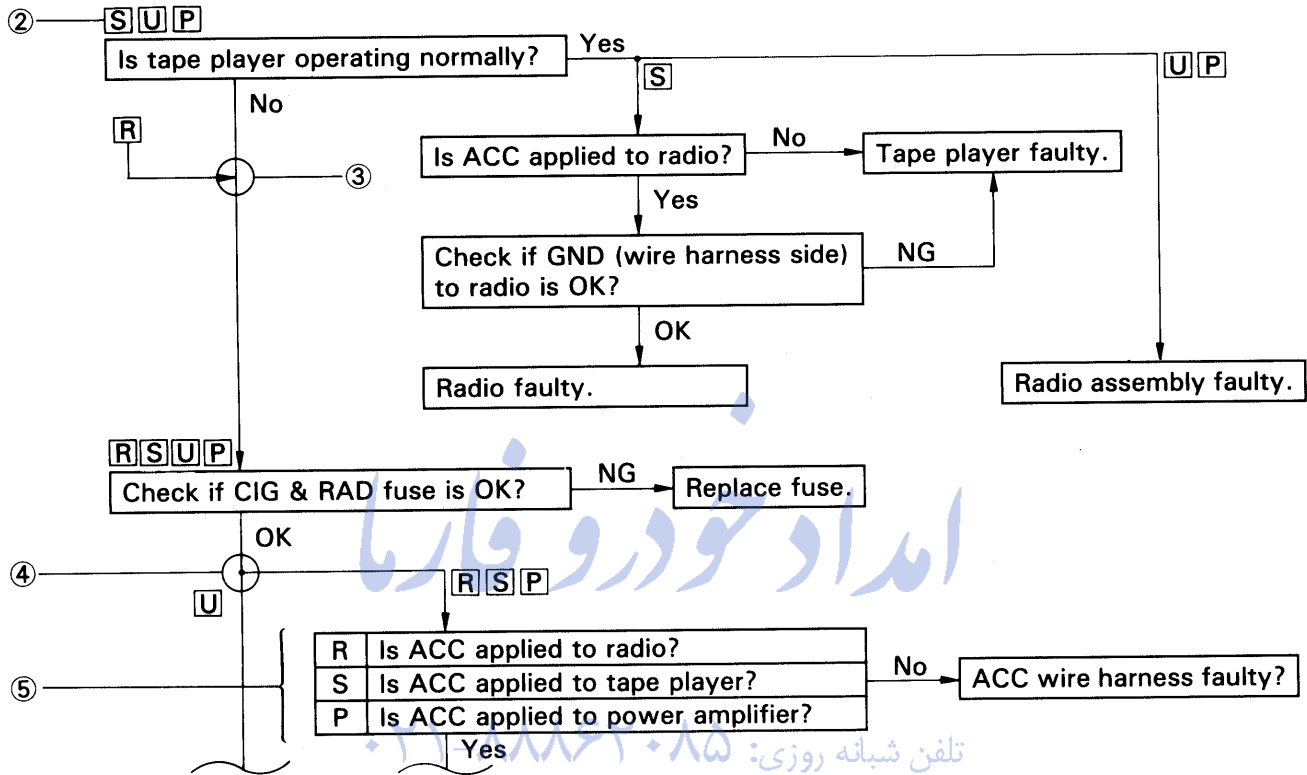 ② S U P
Is tape player operating normally?
Yes
S
U P
No
R
③
Is ACC applied to radio?
No
Tape player faulty.
Yes
Check if GND (wire harness side)
to radio is OK?
NG
OK
Radio faulty.
Radio assembly faulty.
R S U P
Check if CIG & RAD fuse is OK?
NG
Replace fuse.
OK
④
U
R S P
امداد خودرو فارما
⑤
R Is ACC applied to radio?
S Is ACC applied to tape player?
P Is ACC applied to power amplifier?
No
ACC wire harness faulty?
Yes
تلفن شبانه روزی: ۸۸۸۶۲۰۸۵-۰۲۱